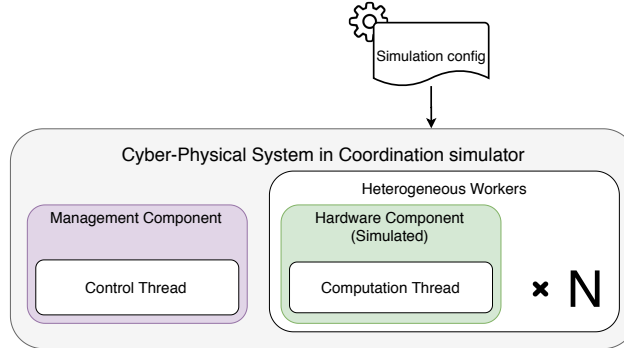 Simulation config
Cyber-Physical System in Coordination simulator
Heterogeneous Workers
Management Component
Hardware Component
(Simulated)
Control Thread
Computation Thread
× N